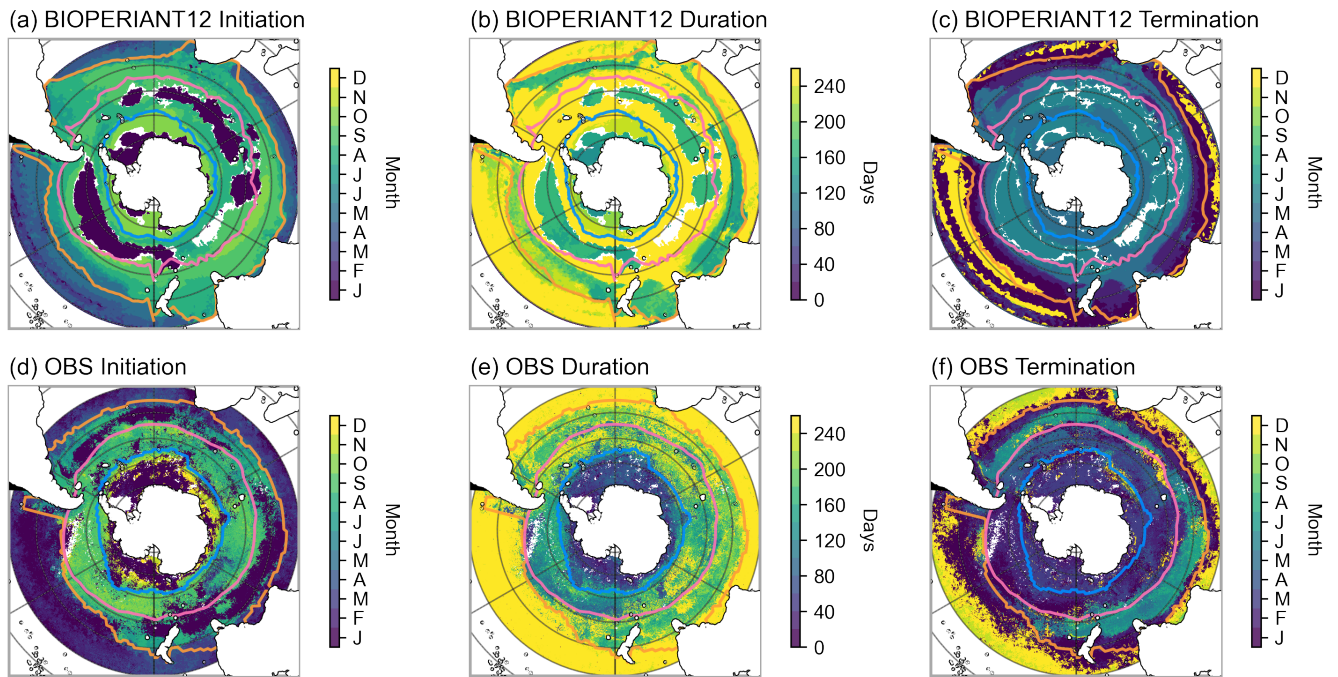 (a) BIOPERIANT12 Initiation
(b) BIOPERIANT12 Duration
(c) BIOPERIANT12 Termination
D
N
O
S
A
J
J
M
A
M
F
J
Month
240
200
160
120
80
40
0
Days
D
N
O
S
A
J
J
M
A
M
F
J
Month
(d) OBS Initiation
(e) OBS Duration
(f) OBS Termination
D
N
O
S
A
J
J
M
A
M
F
J
Month
240
200
160
120
80
40
0
Days
D
N
O
S
A
J
J
M
A
M
F
J
Month